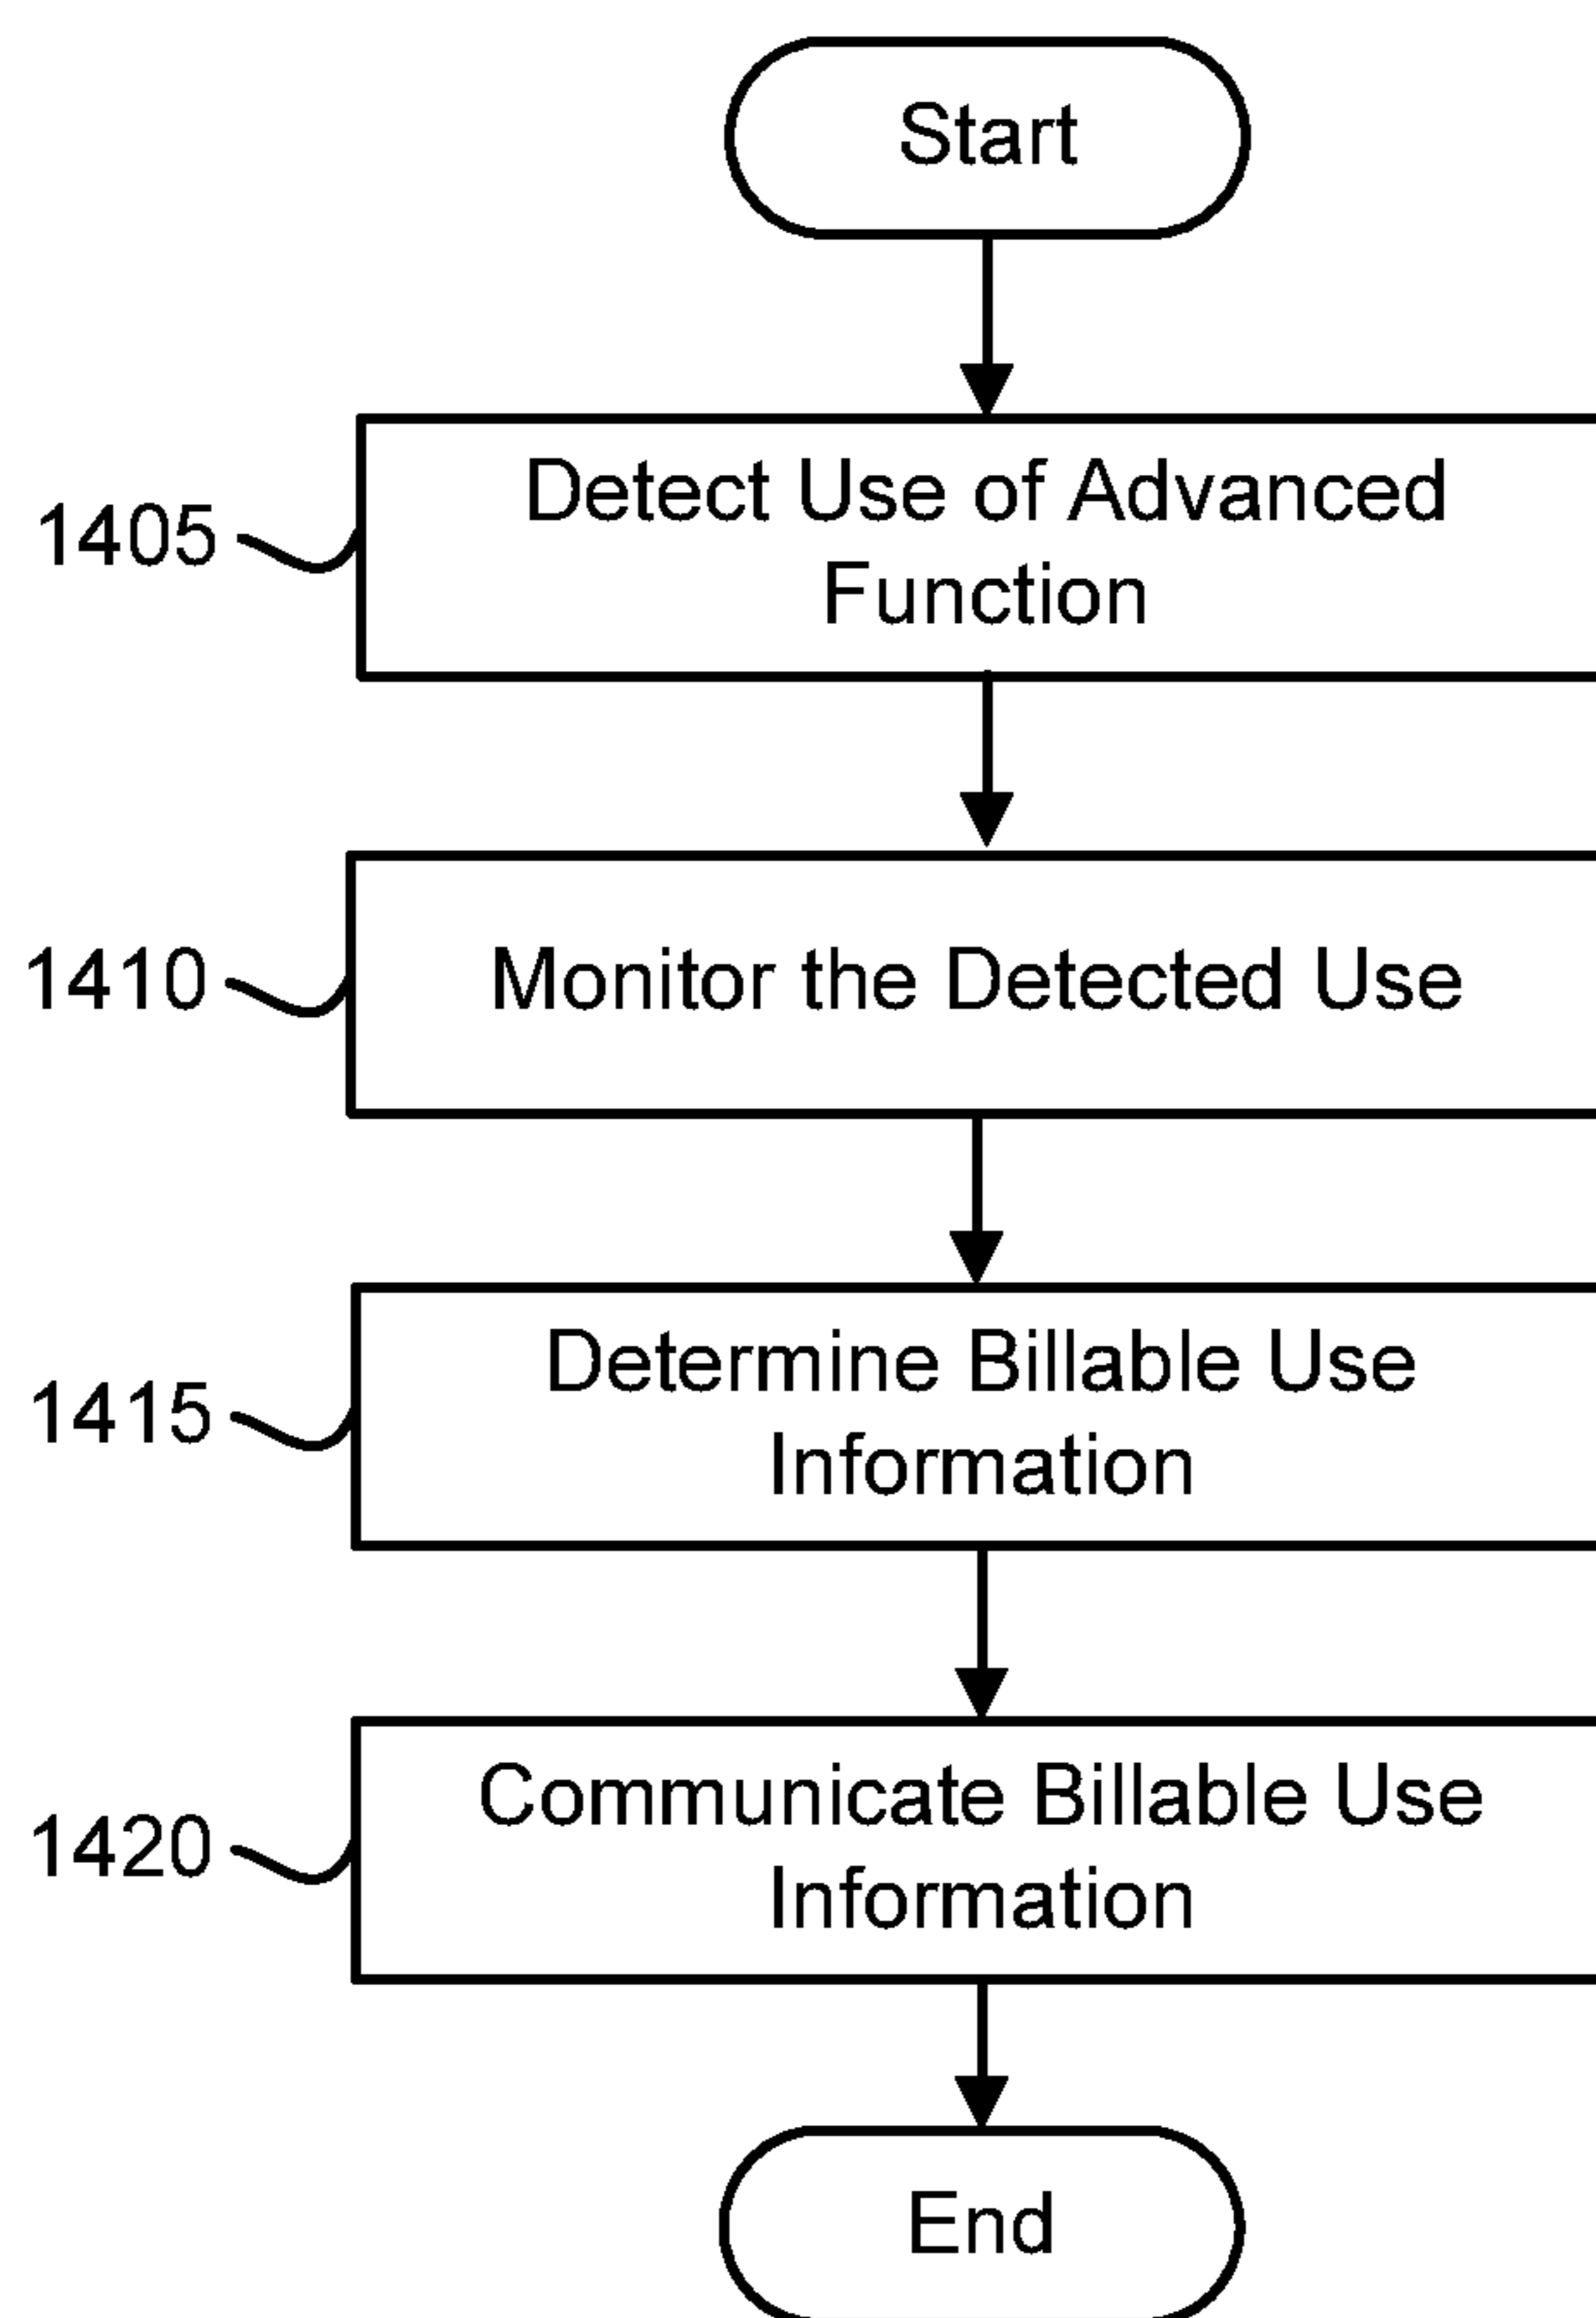 Start
1405
Detect Use of Advanced
Function
1410
Monitor the Detected Use
1415
Determine Billable Use
Information
1420
Communicate Billable Use
Information
End